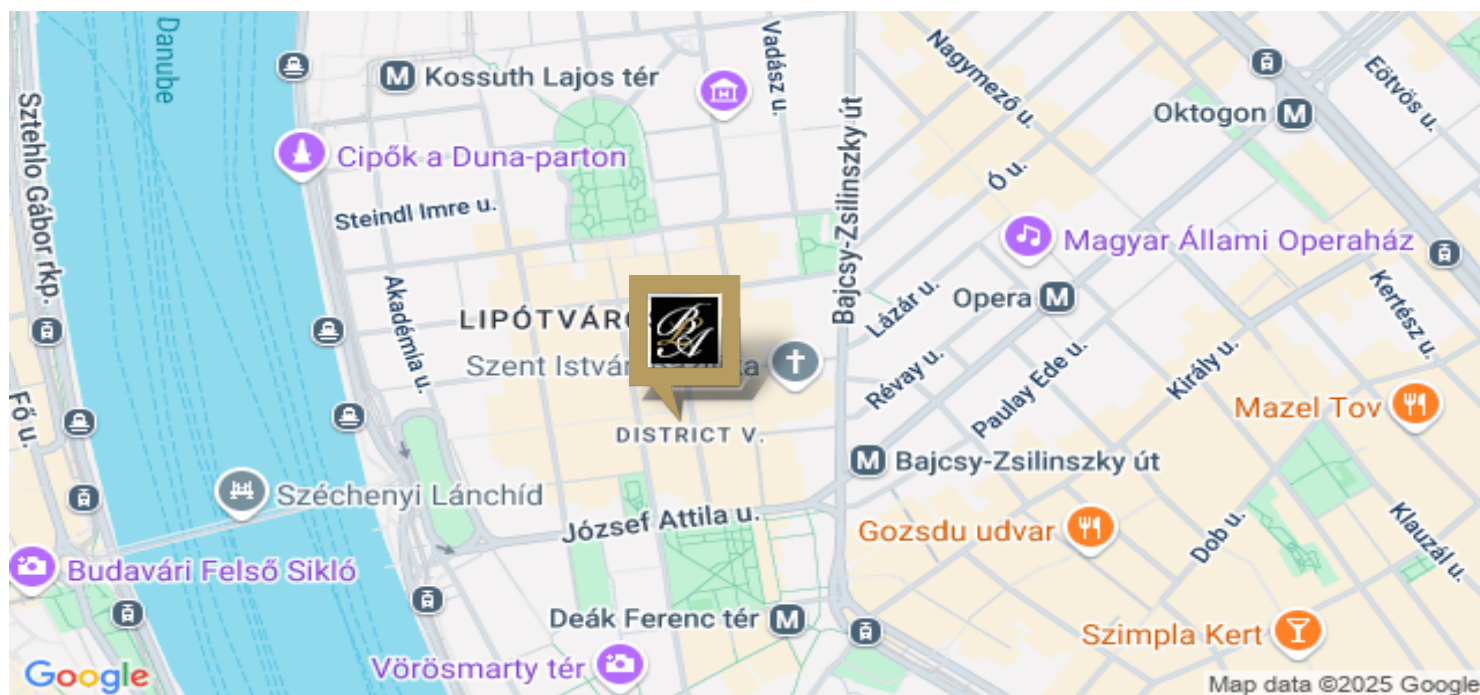 Danube
Vadász u.
Nagymező u.
Eötvös u.
M Kossuth Lajos tér
Oktogon M
Sztehlo Gábor rkp.
Cipők a Duna-parton
Bajcsy-Zsilinszky út
Ó u.
Steindl Imre u.
Magyar Állami Operaház
Akadémia u.
Lázár u.
Opera M
Kertész u.
LIPÓTVÁRO
Szent István
a
Révay u.
Paulay Ede u.
Király u.
Fő u.
Mazel Tov
DISTRICT V.
M Bajcsy-Zsilinszky út
Széchenyi Lánchíd
József Attila u.
Gozsdu udvar
Dob u.
Klauzál u.
Budavári Felső Sikló
Deák Ferenc tér M
Szimpla Kert
Vörösmarty tér
Google
Map data ©2025 Google